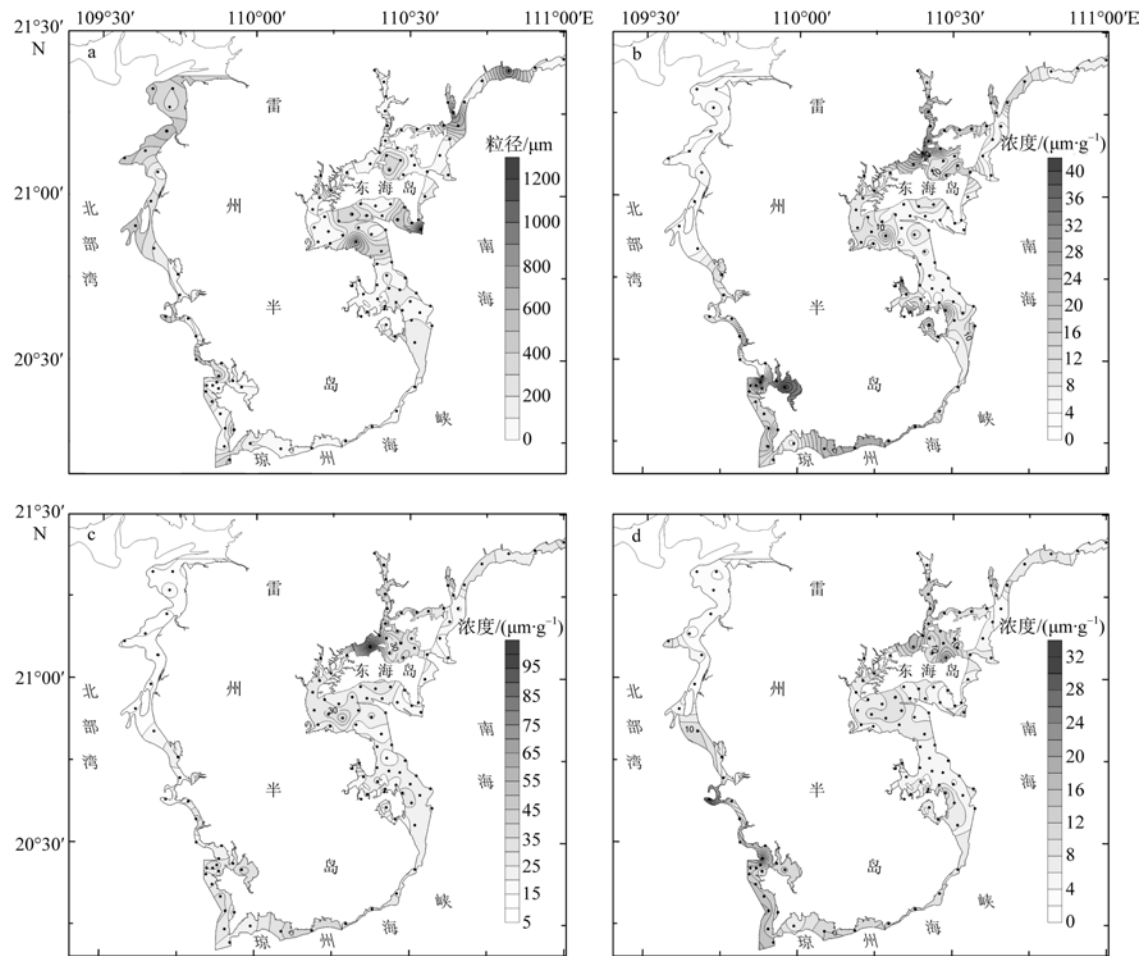 109°30′ 110°00′ 110°30′ 111°00′E
109°30′ 110°00′ 110°30′ 111°00′E
21°30′
N
21°00′
20°30′
a
雷
州
半
岛
北
部
湾
东 海 岛
南
海
琼 州 海 峡
粒径/μm
1200
1000
800
600
400
200
0
b
雷
州
半
岛
北
部
湾
东 海 岛
南
海
琼 州 海 峡
10
10
10
浓度/(μm·g⁻¹)
40
36
32
28
24
20
16
12
8
4
0
21°30′
N
21°00′
20°30′
c
雷
州
半
岛
北
部
湾
东 海 岛
南
海
琼 州 海 峡
30
浓度/(μm·g⁻¹)
95
85
75
65
55
45
35
25
15
5
d
雷
州
半
岛
北
部
湾
东 海 岛
南
海
琼 州 海 峡
10
浓度/(μm·g⁻¹)
32
28
24
20
16
12
8
4
0